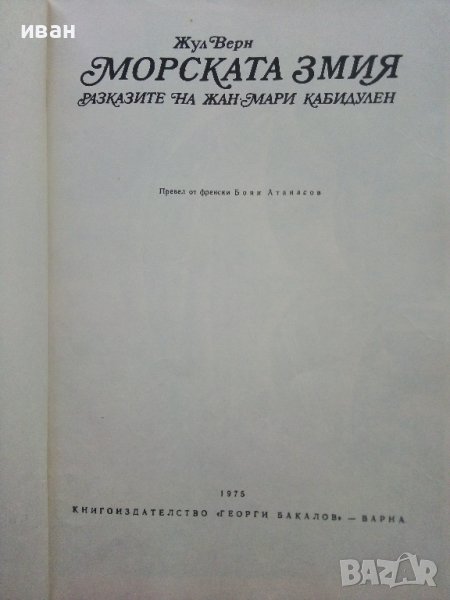 иван
Жул Верн
МОРСКАТА ЗМИЯ
РАЗКАЗИТЕ НА ЖАН-МАРИ КАБИДУЛЕН
Превел от френски Боян Атанасов
1975
КНИГОИЗДАТЕЛСТВО «ГЕОРГИ БАКАЛОВ» — ВАРНА
BAZAR